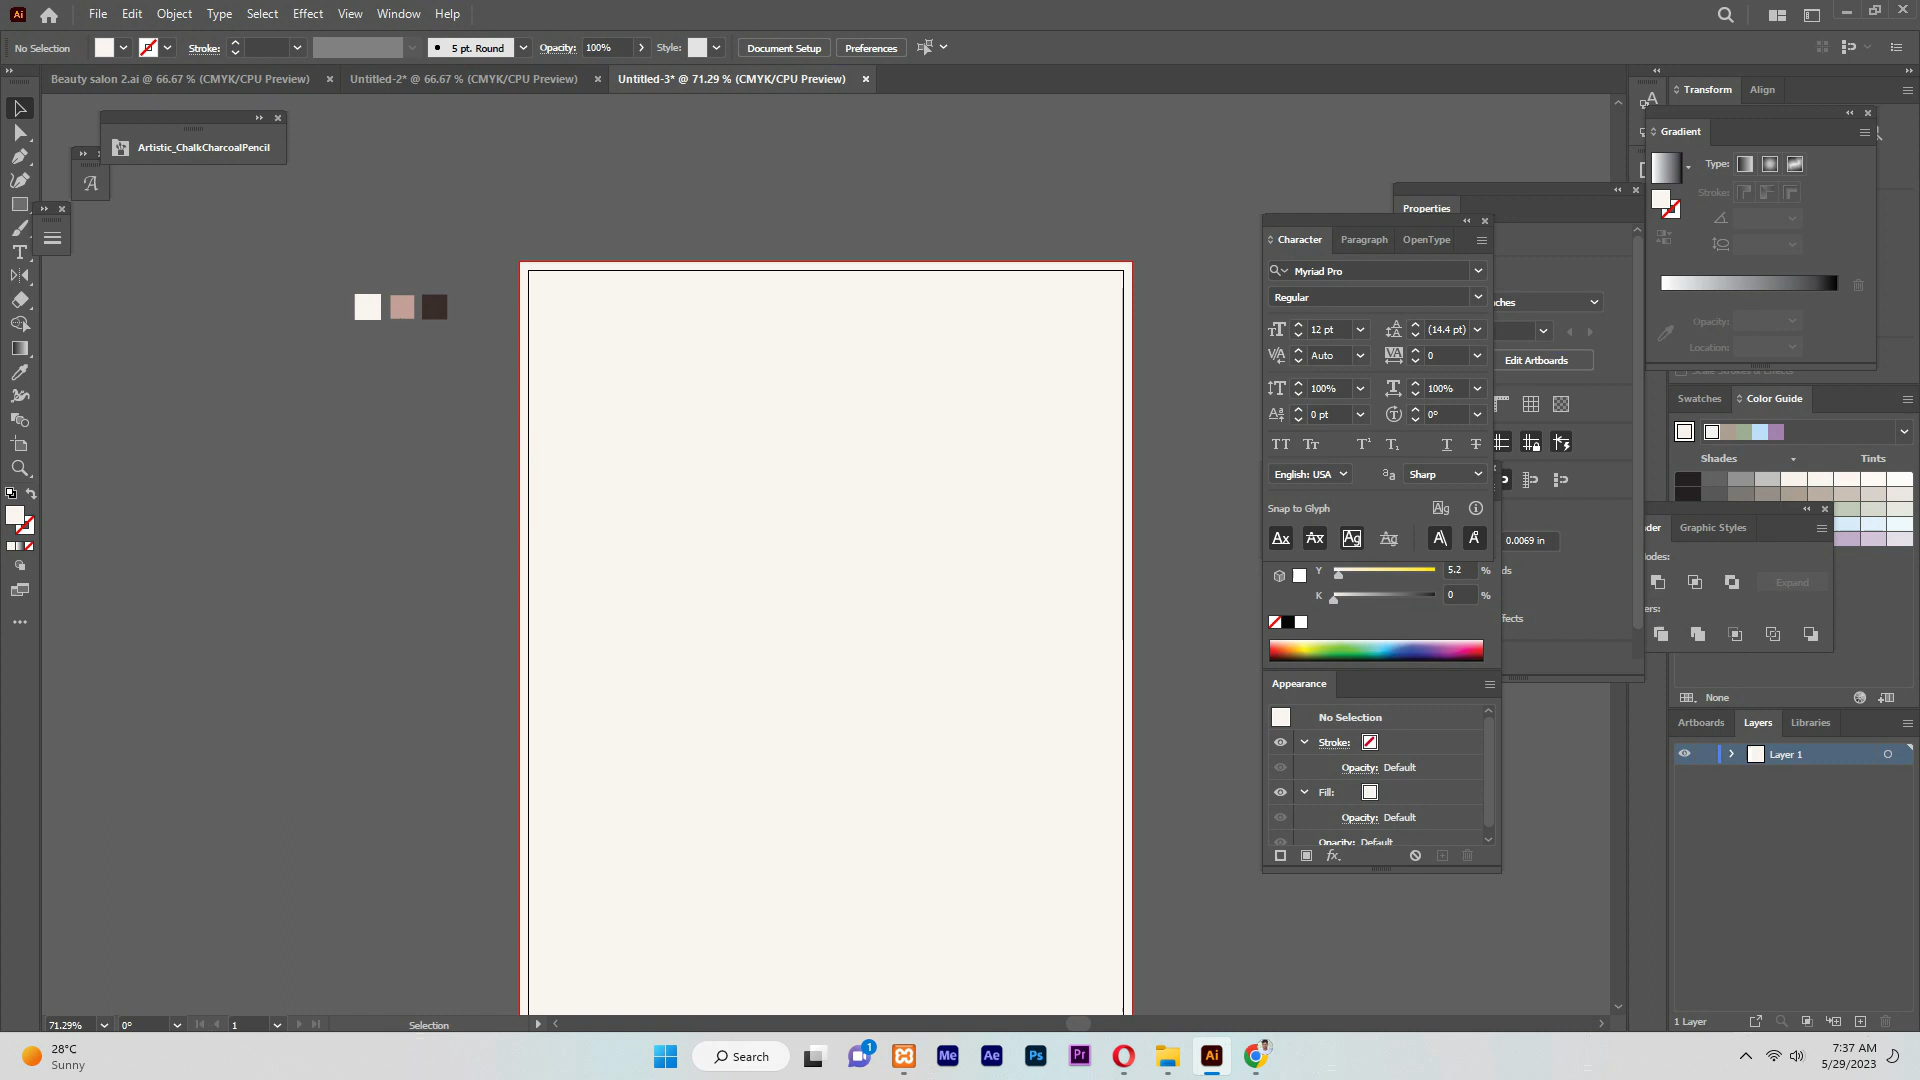 File Edit Object Type Select Effect View Window Help
No Selection Stroke: 5 pt. Round Opacity: 100% Style: Document Setup Preferences
Beauty salon 2.ai @ 66.67 % (CMYK/CPU Preview) Untitled-2* @ 66.67 % (CMYK/CPU Preview) Untitled-3* @ 71.29 % (CMYK/CPU Preview)
Artistic_ChalkCharcoalPencil
Transform Align
Gradient
Type:
Stroke:
Opacity:
Location:
Properties
Edit Artboards
0.0069 in
Character Paragraph OpenType
Myriad Pro
Regular
12 pt (14.4 pt)
Auto 0
100% 100%
0 pt 0°
English: USA Sharp
Snap to Glyph
Y 5.2 %
K 0 %
Appearance
No Selection
Stroke:
Opacity: Default
Fill:
Opacity: Default
Opacity: Default
Swatches Color Guide
Shades Tints
Graphic Styles
Expand
None
Artboards Layers Libraries
Layer 1
1 Layer
71.29% 0° 1 Selection
28°C
Sunny
Search
1
7:37 AM
5/29/2023